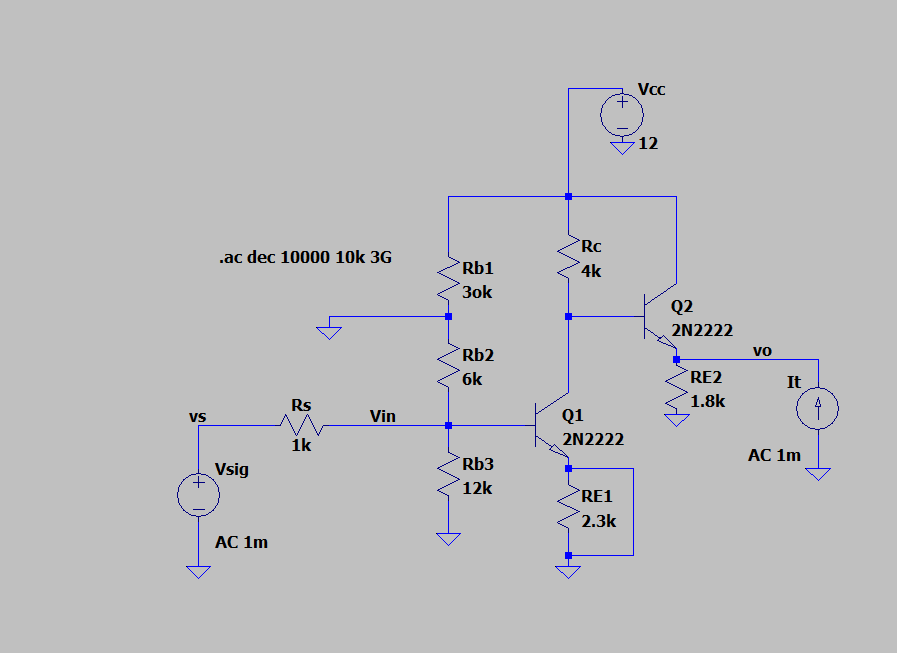 Vcc
12
.ac dec 10000 10k 3G
Rb1
3ok
Rc
4k
Q2
2N2222
vo
Rb2
6k
RE2
1.8k
It
AC 1m
vs
Rs
1k
Vin
Q1
2N2222
Vsig
AC 1m
Rb3
12k
RE1
2.3k